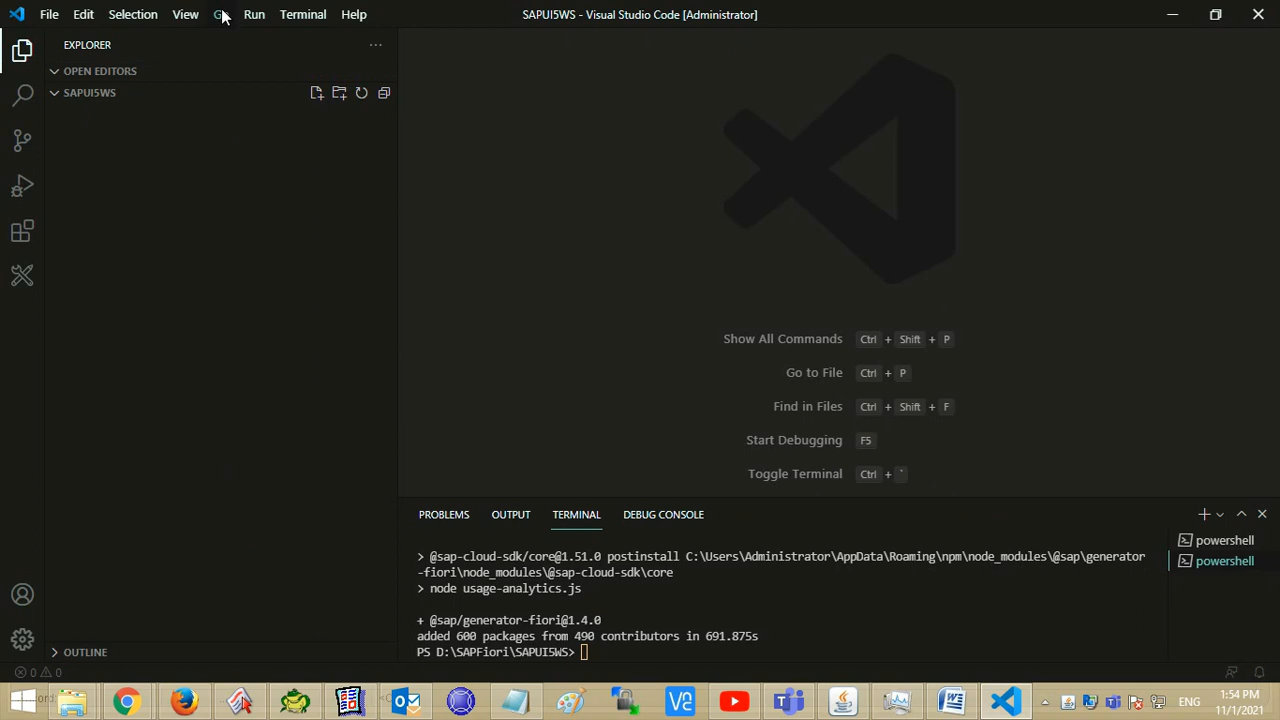 File Edit Selection View G Run Terminal Help
SAPUI5WS - Visual Studio Code [Administrator]
EXPLORER
OPEN EDITORS
SAPUI5WS
Show All Commands Ctrl + Shift + P
Go to File Ctrl + P
Find in Files Ctrl + Shift + F
Start Debugging F5
Toggle Terminal Ctrl + `
PROBLEMS OUTPUT TERMINAL DEBUG CONSOLE
> @sap-cloud-sdk/core@1.51.0 postinstall C:\Users\Administrator\AppData\Roaming\npm\node_modules\@sap\generator
-fiori\node_modules\@sap-cloud-sdk\core
> node usage-analytics.js
+ @sap/generator-fiori@1.4.0
added 600 packages from 490 contributors in 691.875s
PS D:\SAPFiori\SAPUI5WS>
powershell
powershell
OUTLINE
0 0
ENG
1:54 PM
11/1/2021